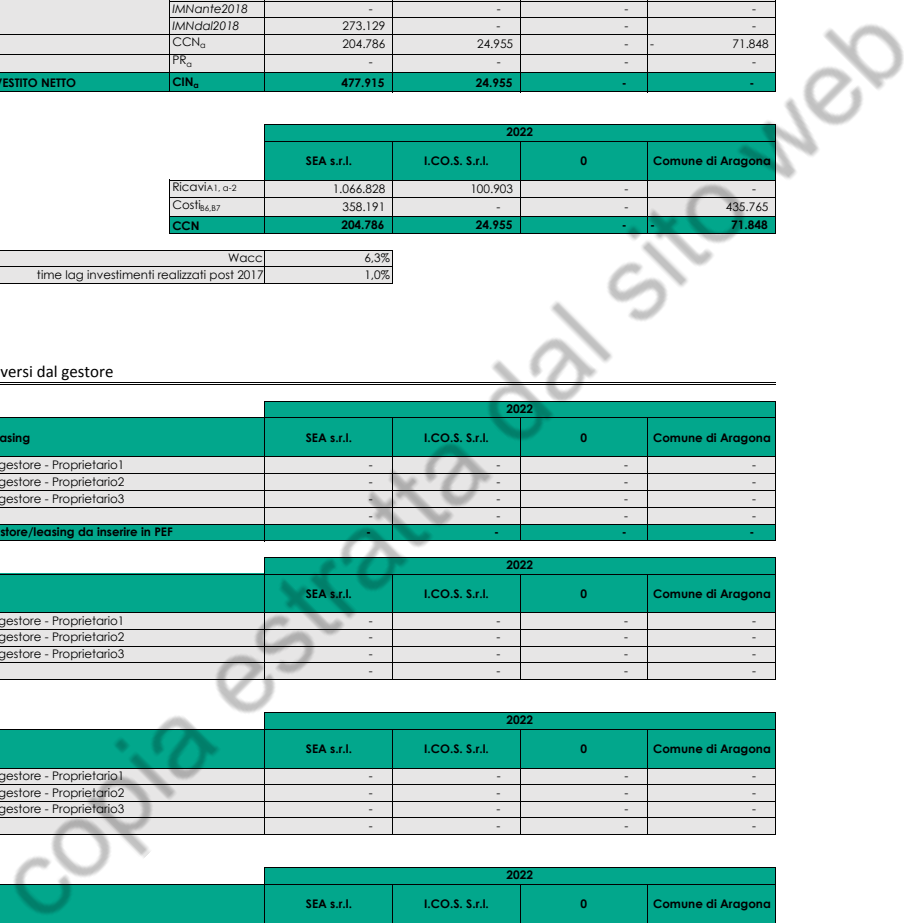 IMNante2018 - - - -
IMNdal2018 273.129 - - -
CCNa 204.786 24.955 - - 71.848
PRa - - - -
VESTITO NETTO CINa 477.915 24.955 - -
2022
SEA s.r.l. I.CO.S. S.r.l. 0 Comune di Aragona
RicaviA1, a-2 1.066.828 100.903 - -
CostiB6,B7 358.191 - - 435.765
CCN 204.786 24.955 - - 71.848
Wacc 6,3%
time lag investimenti realizzati post 2017 1,0%
versi dal gestore
2022
asing SEA s.r.l. I.CO.S. S.r.l. 0 Comune di Aragona
gestore - Proprietario1 - - - -
gestore - Proprietario2 - - - -
gestore - Proprietario3 - - - -
- - - -
store/leasing da inserire in PEF - - - -
2022
SEA s.r.l. I.CO.S. S.r.l. 0 Comune di Aragona
gestore - Proprietario1 - - - -
gestore - Proprietario2 - - - -
gestore - Proprietario3 - - - -
- - - -
2022
SEA s.r.l. I.CO.S. S.r.l. 0 Comune di Aragona
gestore - Proprietario1 - - - -
gestore - Proprietario2 - - - -
gestore - Proprietario3 - - - -
- - - -
2022
SEA s.r.l. I.CO.S. S.r.l. 0 Comune di Aragona
copia estratta dal sito web